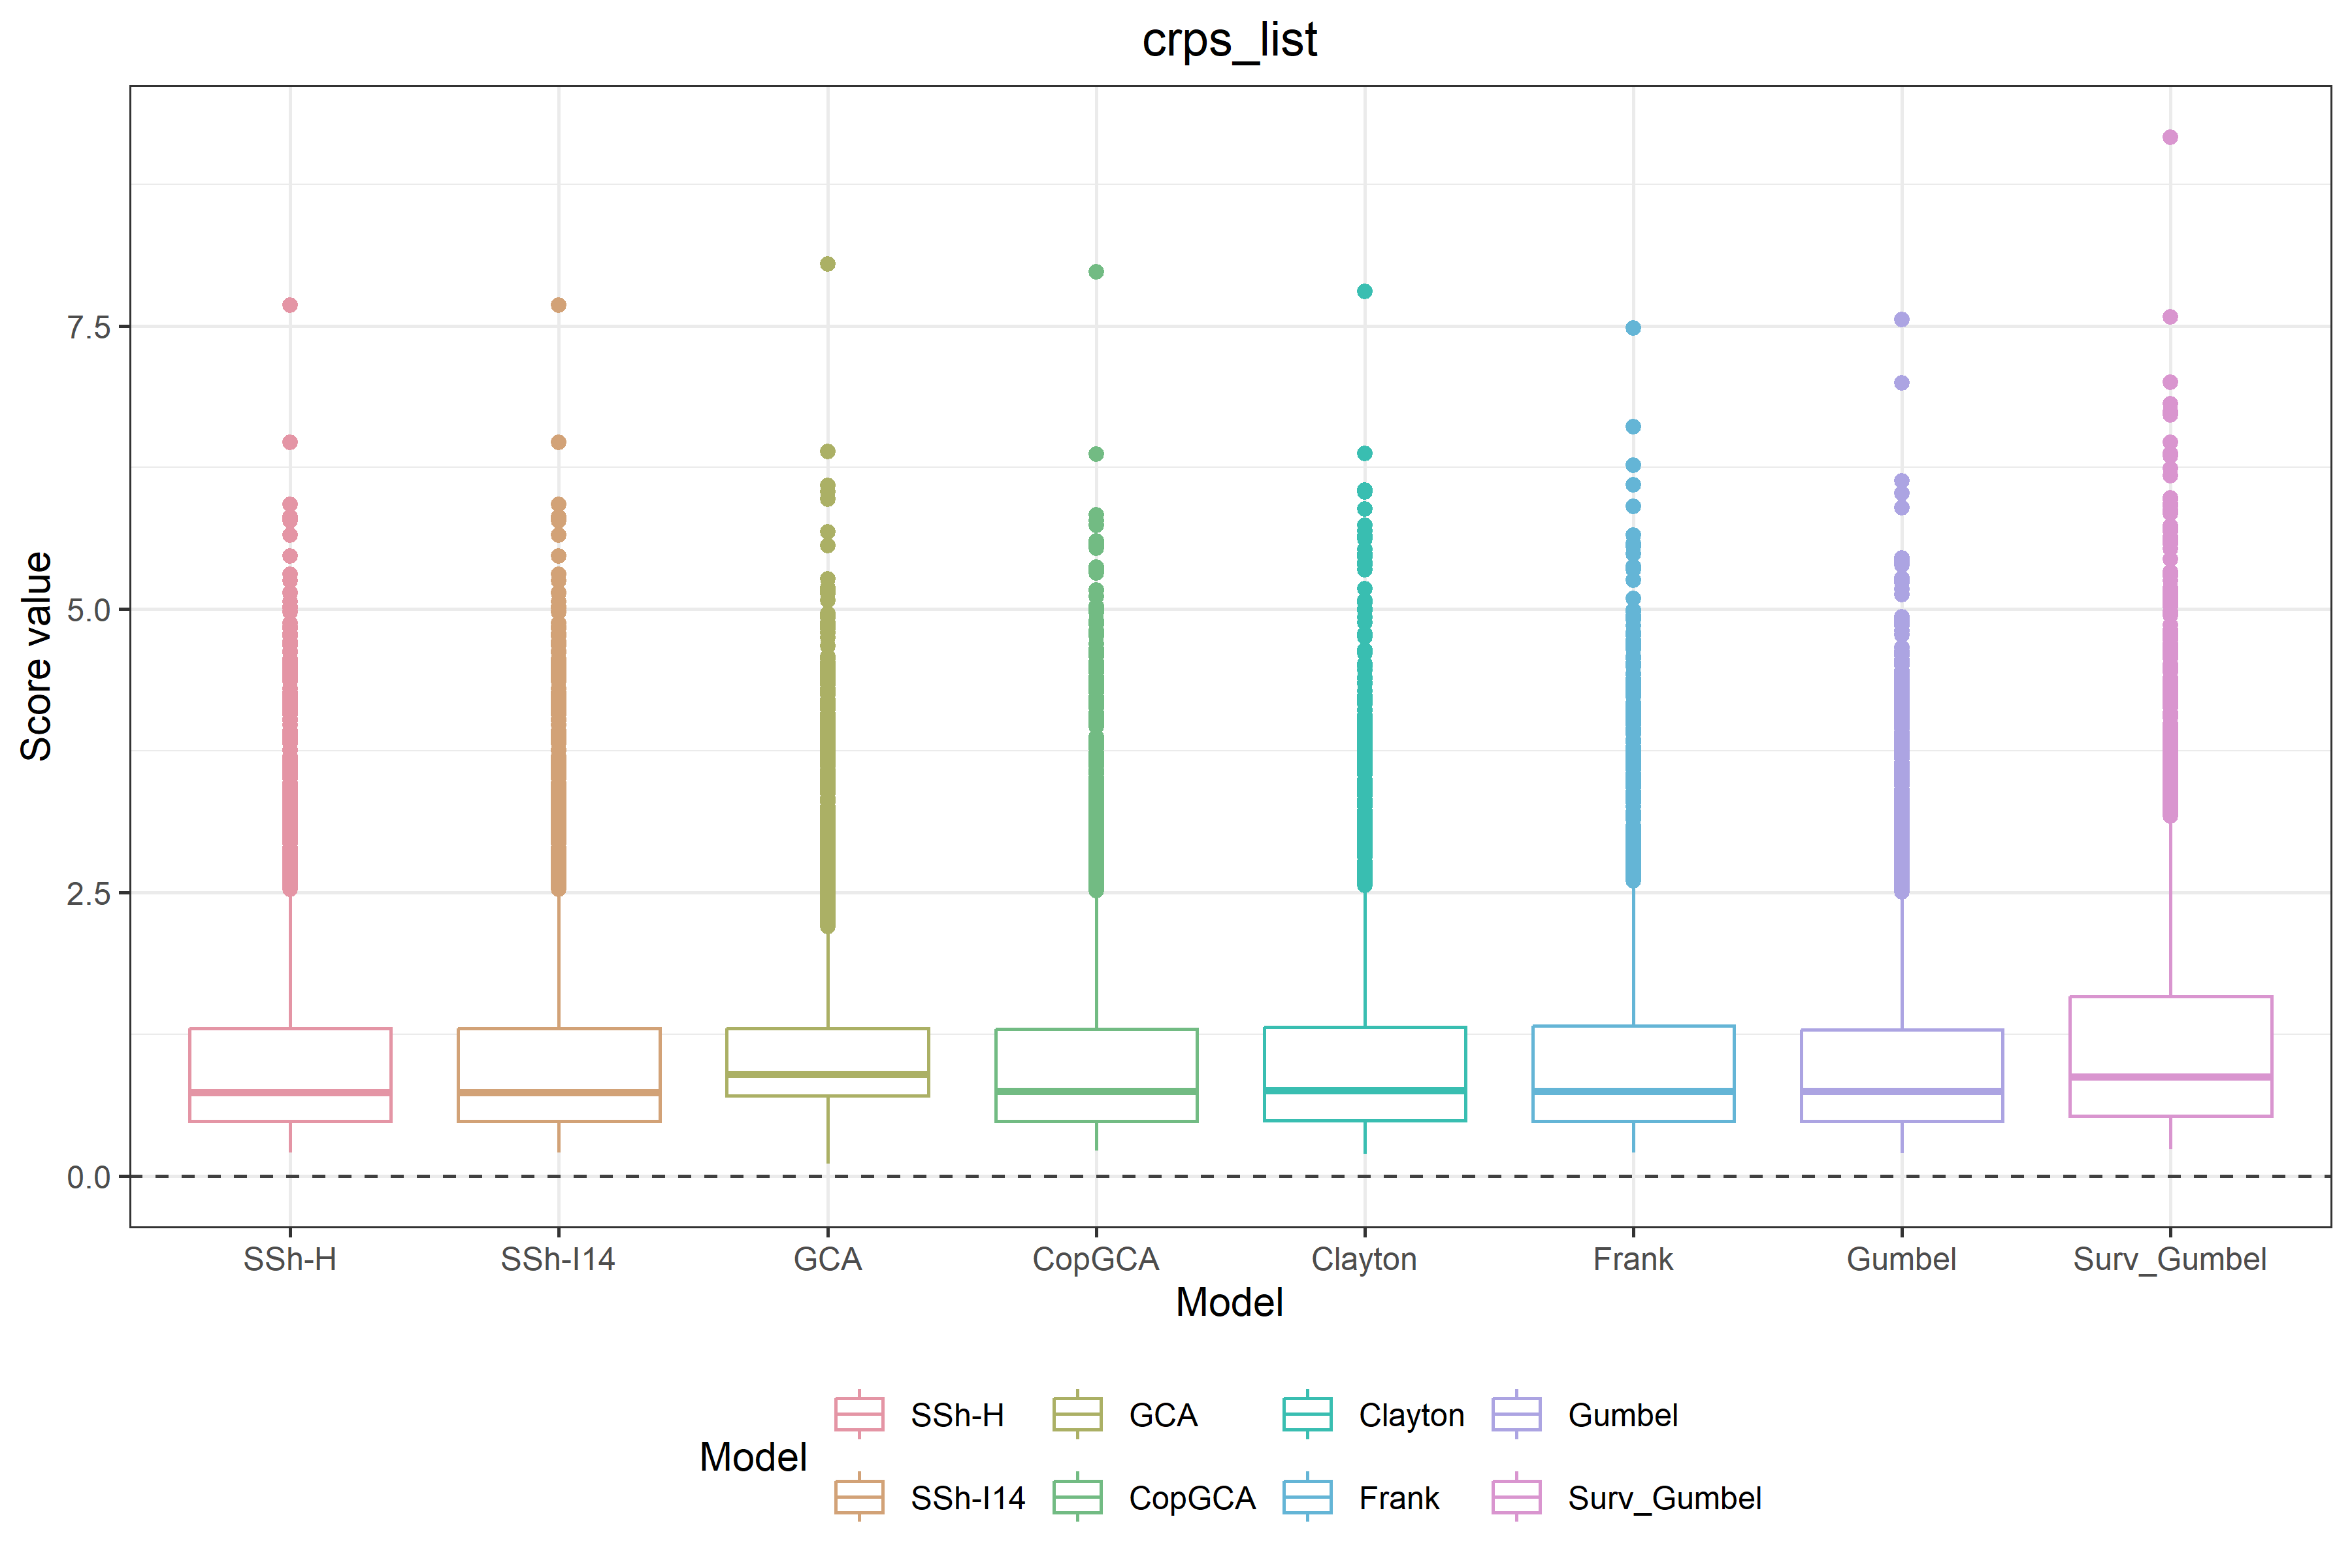 crps_list
Score value
7.5
5.0
2.5
0.0
SSh-H SSh-I14 GCA CopGCA Clayton Frank Gumbel Surv_Gumbel
Model
Model
SSh-H GCA Clayton Gumbel
SSh-I14 CopGCA Frank Surv_Gumbel